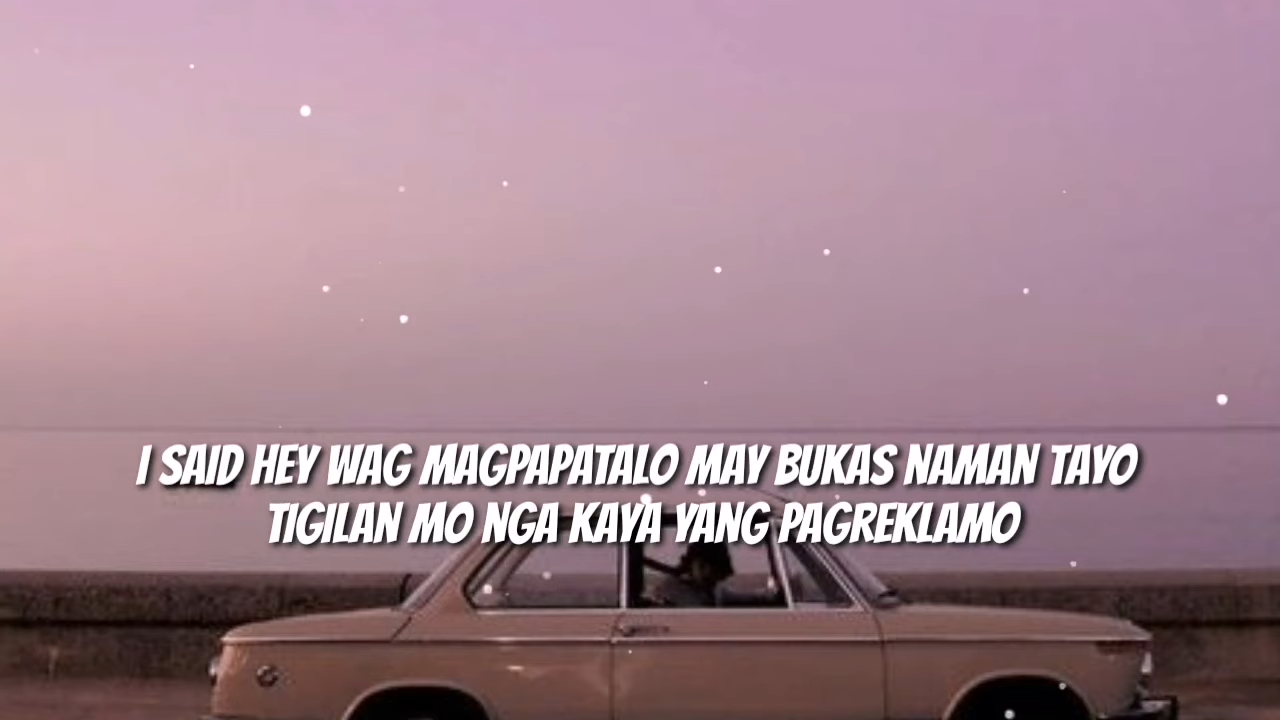 I SAID HEY WAG MAGPAPATALO MAY BUKAS NAMAN TAYO
TIGILAN MO NGA KAYA YANG PAGREKLAMO